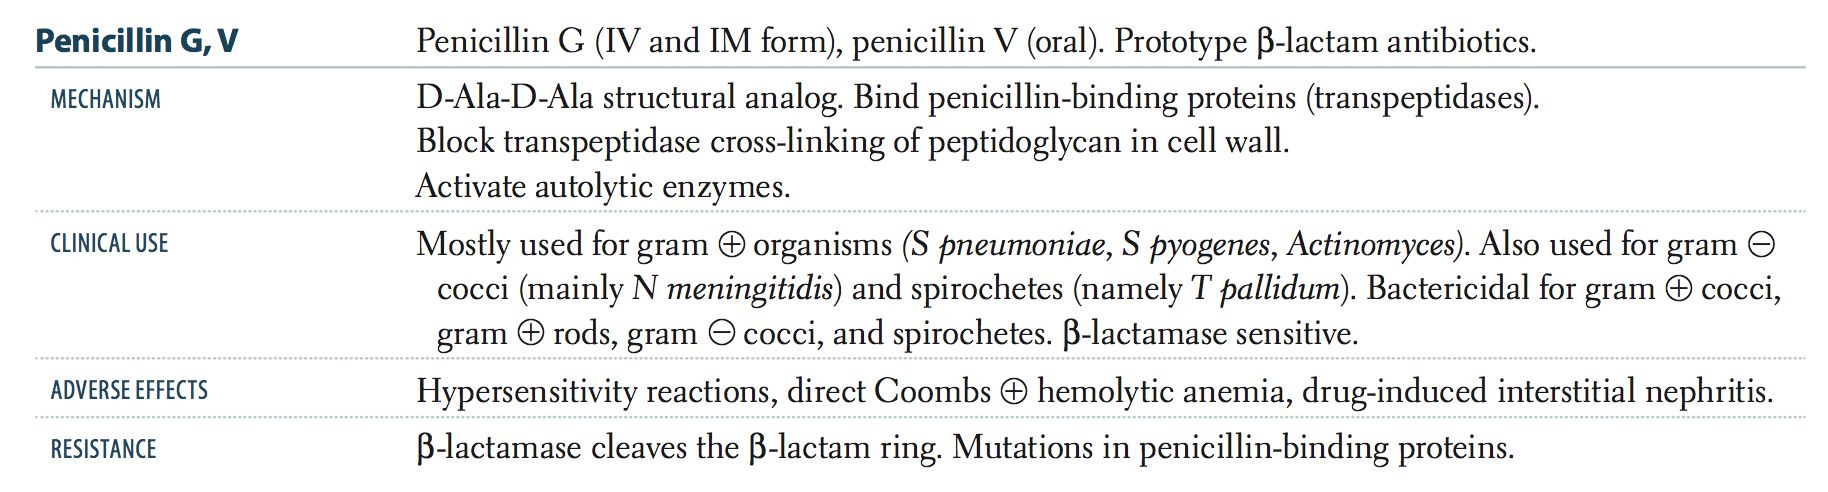 Penicillin G, V Penicillin G (IV and IM form), penicillin V (oral). Prototype β-lactam antibiotics.
MECHANISM D-Ala-D-Ala structural analog. Bind penicillin-binding proteins (transpeptidases).
Block transpeptidase cross-linking of peptidoglycan in cell wall.
Activate autolytic enzymes.
CLINICAL USE Mostly used for gram ⊕ organisms (S pneumoniae, S pyogenes, Actinomyces). Also used for gram ⊖
cocci (mainly N meningitidis) and spirochetes (namely T pallidum). Bactericidal for gram ⊕ cocci,
gram ⊕ rods, gram ⊖ cocci, and spirochetes. β-lactamase sensitive.
ADVERSE EFFECTS Hypersensitivity reactions, direct Coombs ⊕ hemolytic anemia, drug-induced interstitial nephritis.
RESISTANCE β-lactamase cleaves the β-lactam ring. Mutations in penicillin-binding proteins.